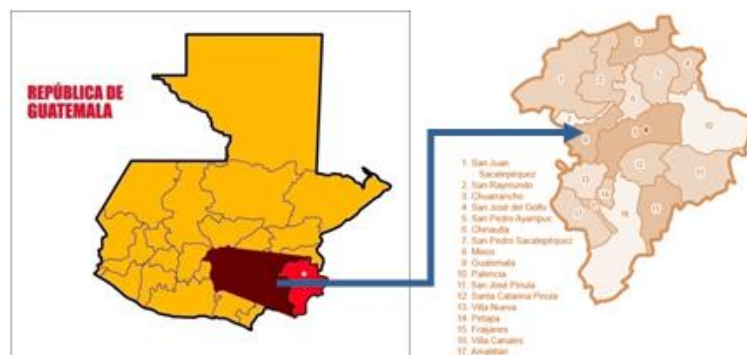 REPÚBLICA DE
GUATEMALA
1. San Juan
Sacatepéquez
2. San Raymundo
3. Chuarrancho
4. San José del Golfo
5. San Pedro Ayampuc
6. Chinautla
7. San Pedro Sacatepéquez
8. Mixco
9. Guatemala
10. Palencia
11. San José Pinula
12. Santa Catarina Pinula
13. Villa Nueva
14. Petapa
15. Fraijanes
16. Villa Canales
17. Amatitlán